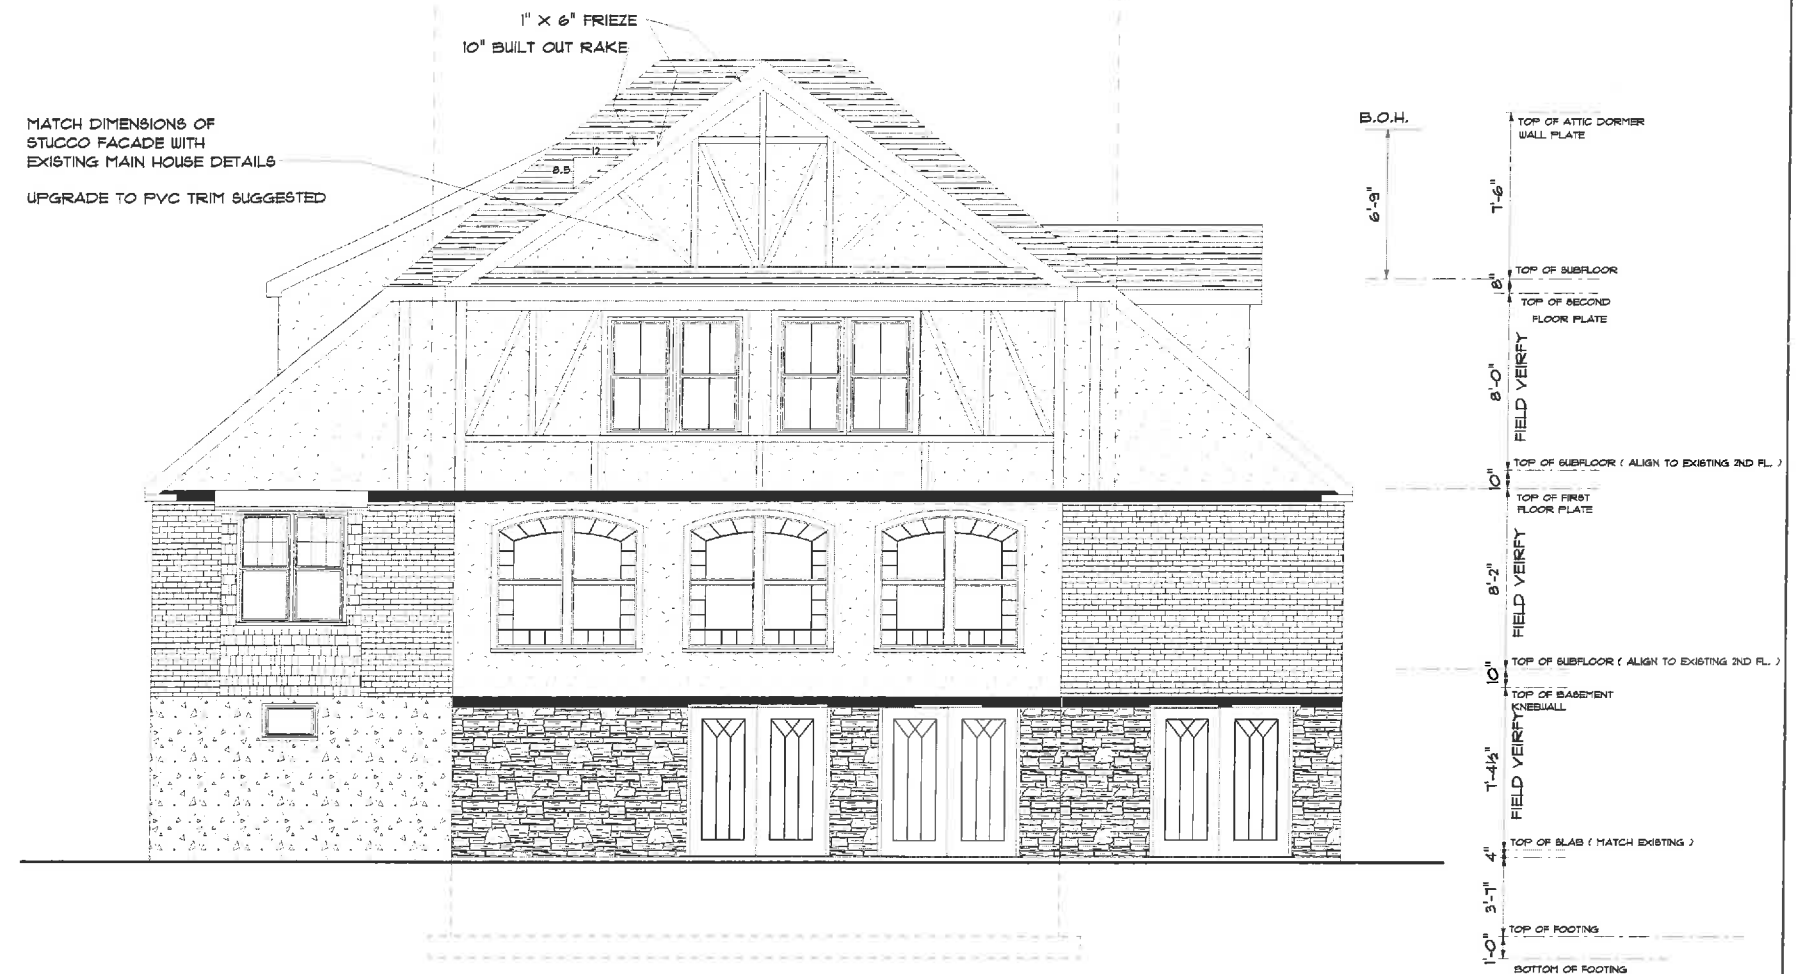 1" X 6" FRIEZE
10" BUILT OUT RAKE
MATCH DIMENSIONS OF
STUCCO FACADE WITH
EXISTING MAIN HOUSE DETAILS
UPGRADE TO PVC TRIM SUGGESTED
12
8.5
B.O.H.
6'-9"
TOP OF ATTIC DORMER
WALL PLATE
7'-6"
TOP OF SUBFLOOR
8"
TOP OF SECOND
FLOOR PLATE
8'-0"
FIELD VEIRFY
TOP OF SUBFLOOR ( ALIGN TO EXISTING 2ND FL. )
10"
TOP OF FIRST
FLOOR PLATE
8'-2"
FIELD VEIRFY
TOP OF SUBFLOOR ( ALIGN TO EXISTING 2ND FL. )
10"
TOP OF BASEMENT
KNEEWALL
7'-4½"
FIELD VEIRFY
TOP OF SLAB ( MATCH EXISTING )
4"
3'-7"
TOP OF FOOTING
1'-0"
BOTTOM OF FOOTING